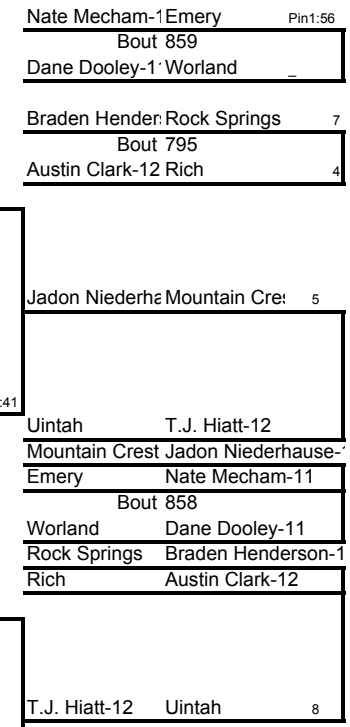 Nate Mecham-1 Emery Pin1:56
Bout 859
Dane Dooley-1 Worland _
Braden Hender Rock Springs 7
Bout 795
Austin Clark-12 Rich 4
Jadon Niederha Mountain Cres 5
:41
Uintah T.J. Hiatt-12
Mountain Crest Jadon Niederhause-
Emery Nate Mecham-11
Bout 858
Worland Dane Dooley-11
Rock Springs Braden Henderson-1
Rich Austin Clark-12
T.J. Hiatt-12 Uintah 8